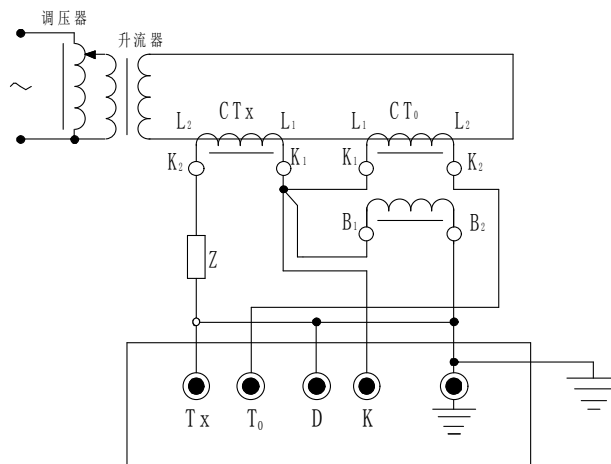 调压器
升流器
L₂ CTx L₁ L₁ CT₀ L₂
K₂ K₁ K₁ K₂
B₁ B₂
Z
Tx T₀ D K